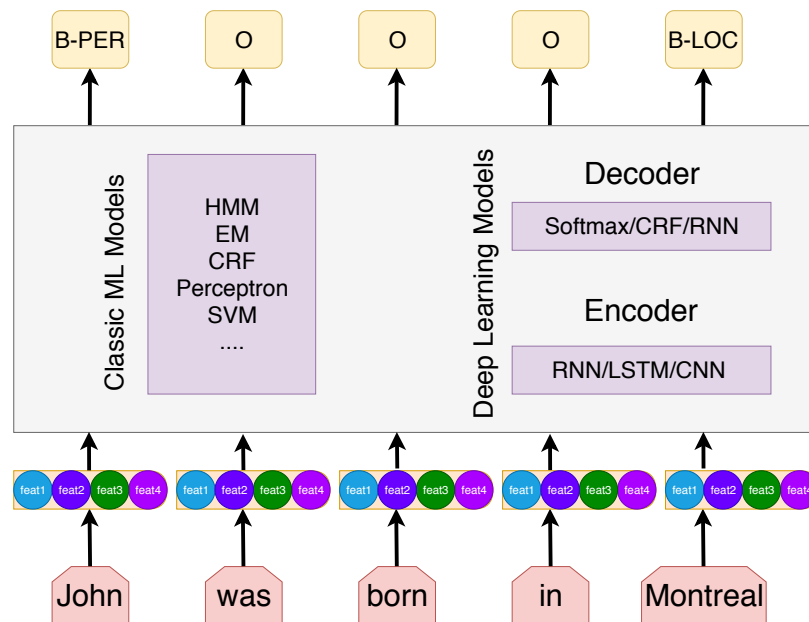 B-PER O O O B-LOC
Classic ML Models
HMM
EM
CRF
Perceptron
SVM
....
Deep Learning Models
Decoder
Softmax/CRF/RNN
Encoder
RNN/LSTM/CNN
feat1 feat2 feat3 feat4 feat1 feat2 feat3 feat4 feat1 feat2 feat3 feat4 feat1 feat2 feat3 feat4 feat1 feat2 feat3 feat4
John was born in Montreal